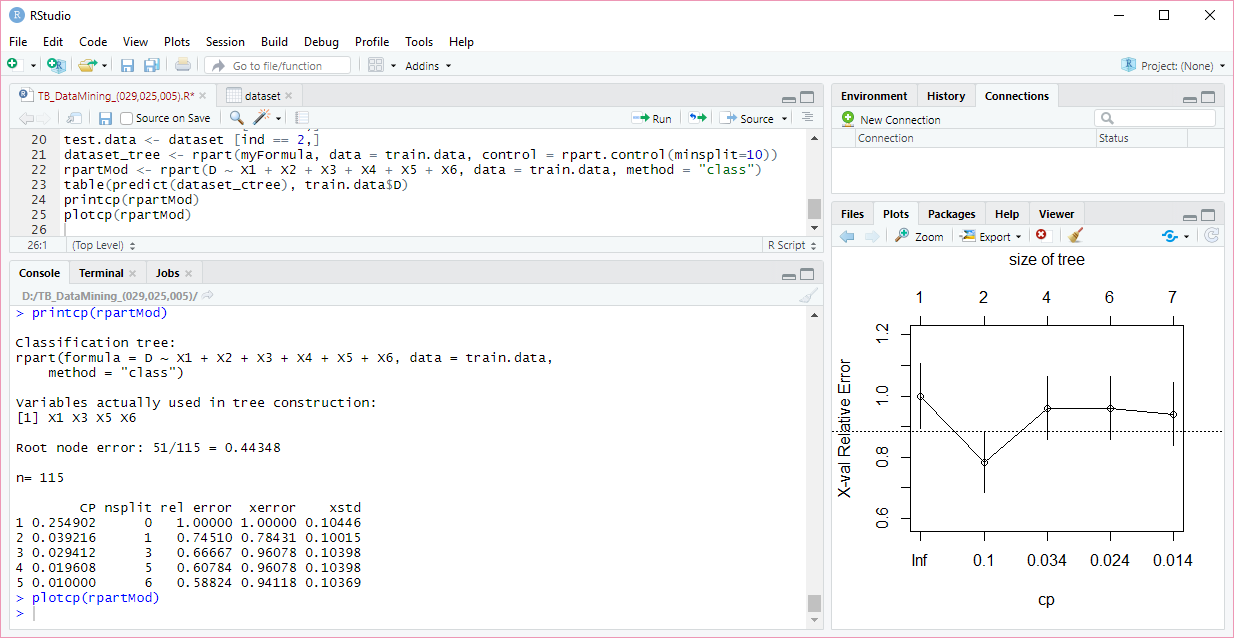 RStudio
File Edit Code View Plots Session Build Debug Profile Tools Help
Go to file/function Addins Project: (None)
TB_DataMining_(029,025,005).R* dataset
Source on Save Run Source
20 test.data <- dataset [ind == 2,]
21 dataset_tree <- rpart(myFormula, data = train.data, control = rpart.control(minsplit=10))
22 rpartMod <- rpart(D ~ X1 + X2 + X3 + X4 + X5 + X6, data = train.data, method = "class")
23 table(predict(dataset_ctree), train.data$D)
24 printcp(rpartMod)
25 plotcp(rpartMod)
26
26:1 (Top Level) R Script
Console Terminal Jobs
D:/TB_DataMining_(029,025,005)/
> printcp(rpartMod)
Classification tree:
rpart(formula = D ~ X1 + X2 + X3 + X4 + X5 + X6, data = train.data,
method = "class")
Variables actually used in tree construction:
[1] X1 X3 X5 X6
Root node error: 51/115 = 0.44348
n= 115
CP nsplit rel error xerror xstd
1 0.254902 0 1.00000 1.00000 0.10446
2 0.039216 1 0.74510 0.78431 0.10015
3 0.029412 3 0.66667 0.96078 0.10398
4 0.019608 5 0.60784 0.96078 0.10398
5 0.010000 6 0.58824 0.94118 0.10369
> plotcp(rpartMod)
>
Environment History Connections
New Connection
Connection Status
Files Plots Packages Help Viewer
Zoom Export
size of tree
1 2 4 6 7
X-val Relative Error
1.2
1.0
0.8
0.6
Inf 0.1 0.034 0.024 0.014
cp